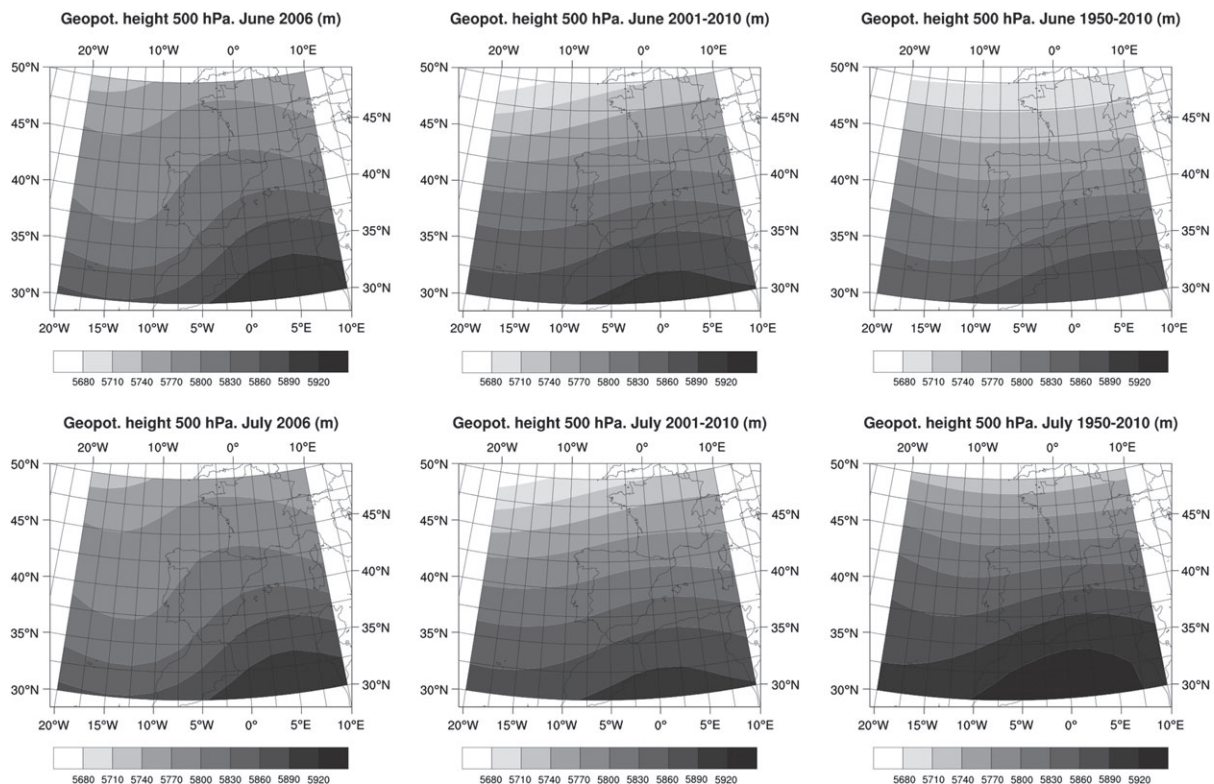 Geopot. height 500 hPa. June 2006 (m)
20°W 10°W 0° 10°E
50°N
45°N
45°N
40°N
40°N
35°N
35°N
30°N
30°N
20°W 15°W 10°W 5°W 0° 5°E 10°E
5680 5710 5740 5770 5800 5830 5860 5890 5920
Geopot. height 500 hPa. June 2001-2010 (m)
20°W 10°W 0° 10°E
50°N
45°N
45°N
40°N
40°N
35°N
35°N
30°N
30°N
20°W 15°W 10°W 5°W 0° 5°E 10°E
5680 5710 5740 5770 5800 5830 5860 5890 5920
Geopot. height 500 hPa. June 1950-2010 (m)
20°W 10°W 0° 10°E
50°N
45°N
45°N
40°N
40°N
35°N
35°N
30°N
30°N
20°W 15°W 10°W 5°W 0° 5°E 10°E
5680 5710 5740 5770 5800 5830 5860 5890 5920
Geopot. height 500 hPa. July 2006 (m)
20°W 10°W 0° 10°E
50°N
45°N
45°N
40°N
40°N
35°N
35°N
30°N
30°N
20°W 15°W 10°W 5°W 0° 5°E 10°E
5680 5710 5740 5770 5800 5830 5860 5890 5920
Geopot. height 500 hPa. July 2001-2010 (m)
20°W 10°W 0° 10°E
50°N
45°N
45°N
40°N
40°N
35°N
35°N
30°N
30°N
20°W 15°W 10°W 5°W 0° 5°E 10°E
5680 5710 5740 5770 5800 5830 5860 5890 5920
Geopot. height 500 hPa. July 1950-2010 (m)
20°W 10°W 0° 10°E
50°N
45°N
45°N
40°N
40°N
35°N
35°N
30°N
30°N
20°W 15°W 10°W 5°W 0° 5°E 10°E
5680 5710 5740 5770 5800 5830 5860 5890 5920